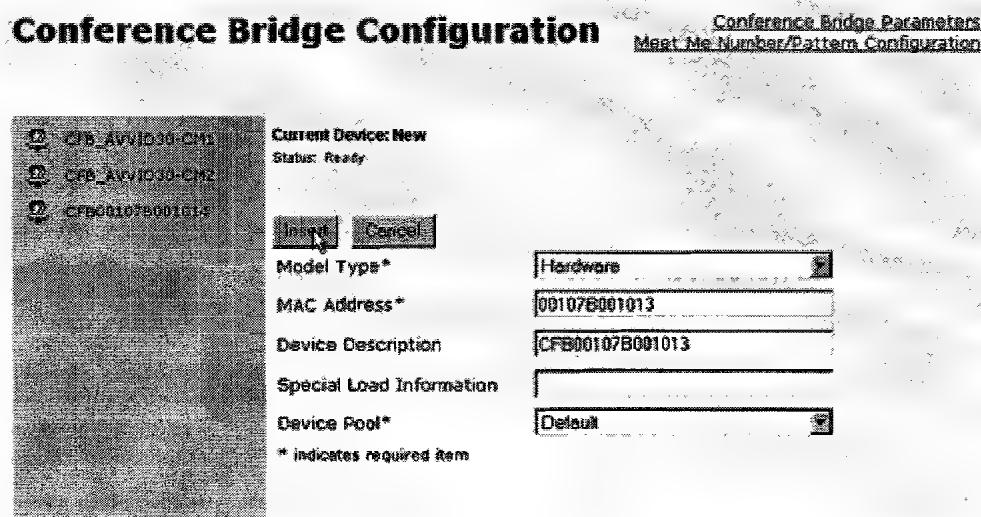 Conference Bridge Configuration
Conference Bridge Parameters
Meet Me Number/Pattern Configuration
CFB_AVVID30-CM1
CFB_AVVID30-CM2
CFB00107B001014
Current Device: New
Status: Ready
Insert Cancel
Model Type* Hardware
MAC Address* 00107B001013
Device Description CFB00107B001013
Special Load Information
Device Pool* Default
* indicates required item